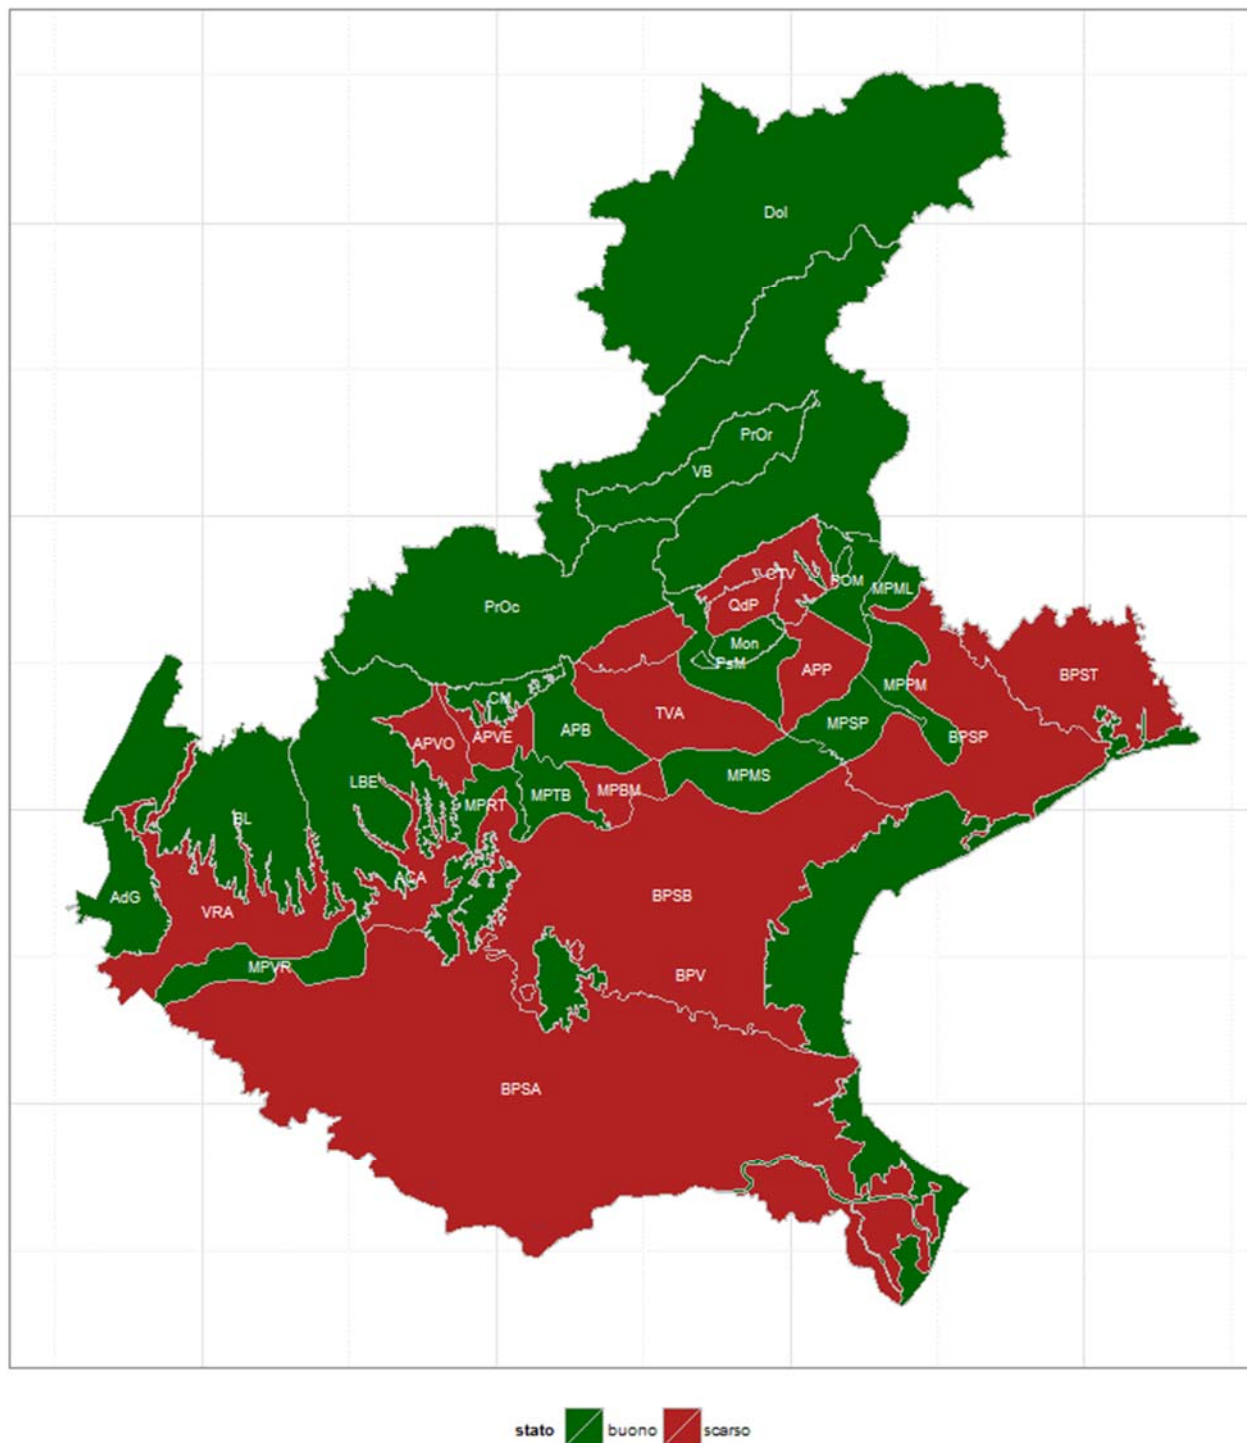 Dol
PrOr
VB
CTV
POM
MPML
QdP
PrOc
Mon
PsM
APP
BPST
MPPM
CM
TVA
MPSP
APB
APVE
APVO
BPSP
MPMS
LBE
MPBM
MPTB
MPRT
BL
ACA
AdG
BPSB
VRA
MPVR
BPV
BPSA
stato buono scarso